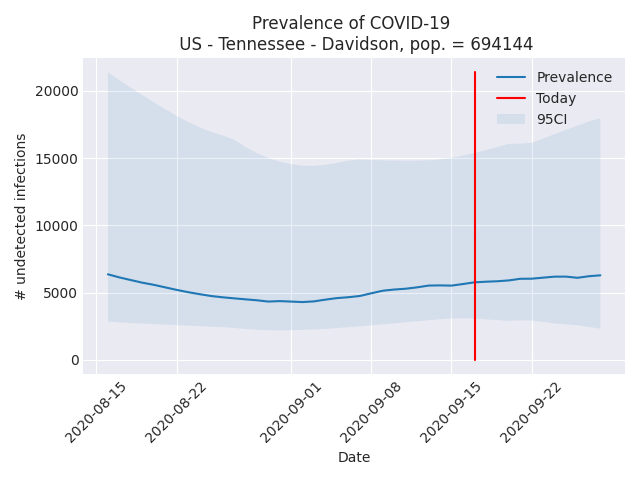 Prevalence of COVID-19
US - Tennessee - Davidson, pop. = 694144
Prevalence
Today
95CI
# undetected infections
20000
15000
10000
5000
0
2020-08-15
2020-08-22
2020-09-01
2020-09-08
2020-09-15
2020-09-22
Date